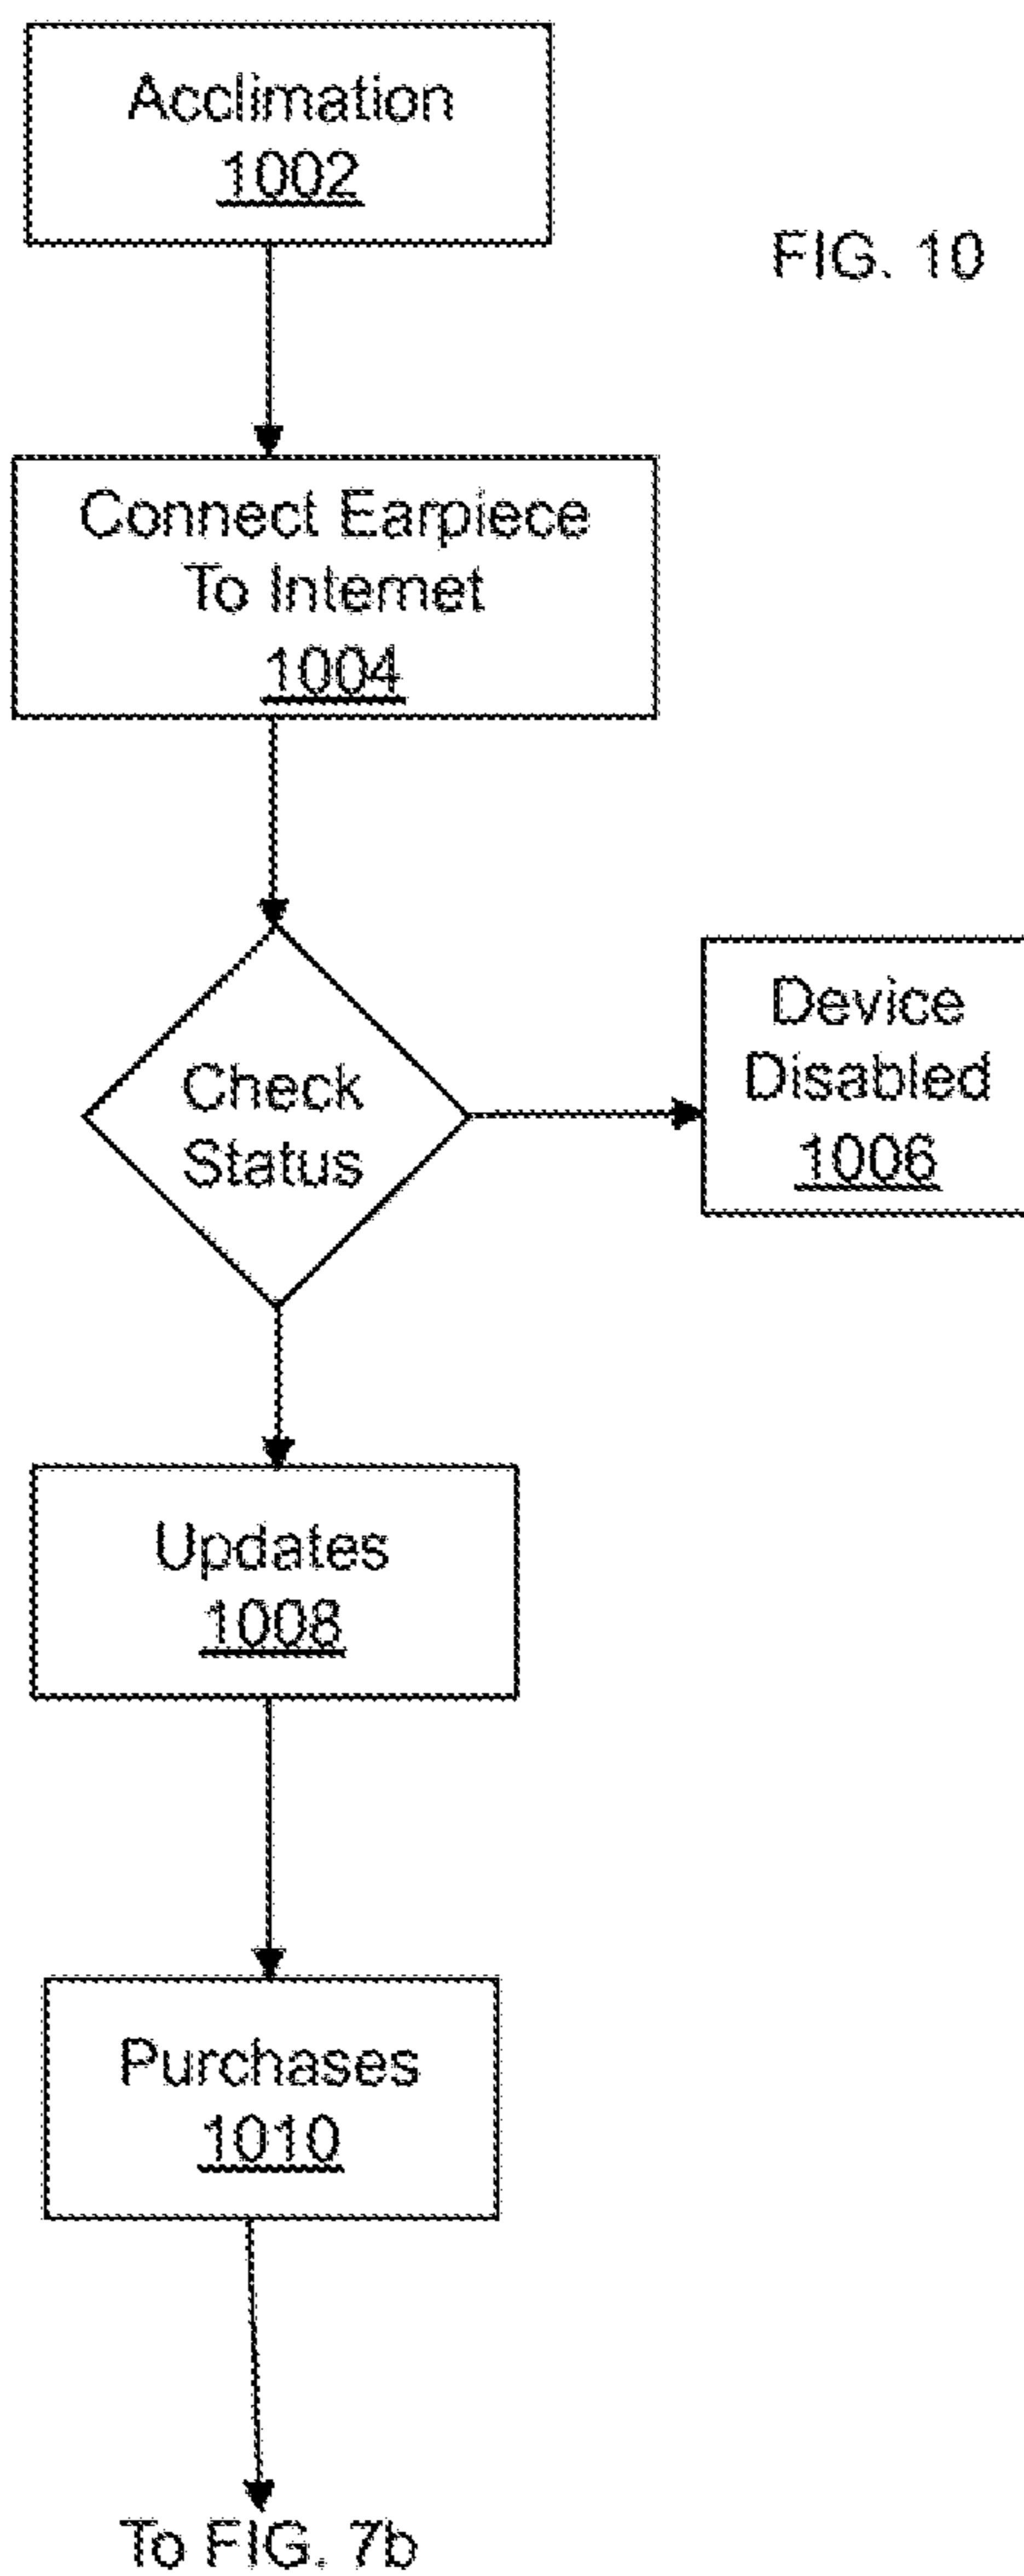 Acclimation
1002
FIG. 10
Connect Earpiece
To Internet
1004
Check
Status
Device
Disabled
1006
Updates
1008
Purchases
1010
To FIG. 7b